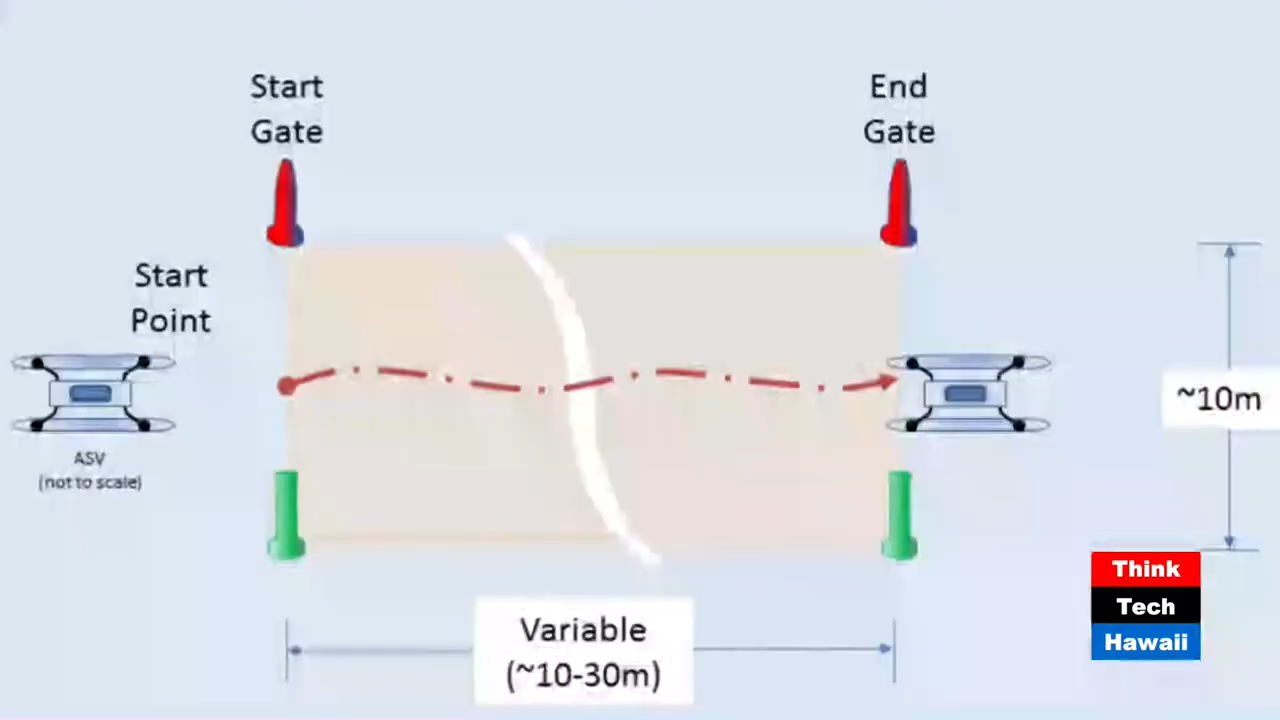 Start
Gate
End
Gate
Start
Point
ASV
(not to scale)
~10m
Variable
(~10-30m)
Think
Tech
Hawaii